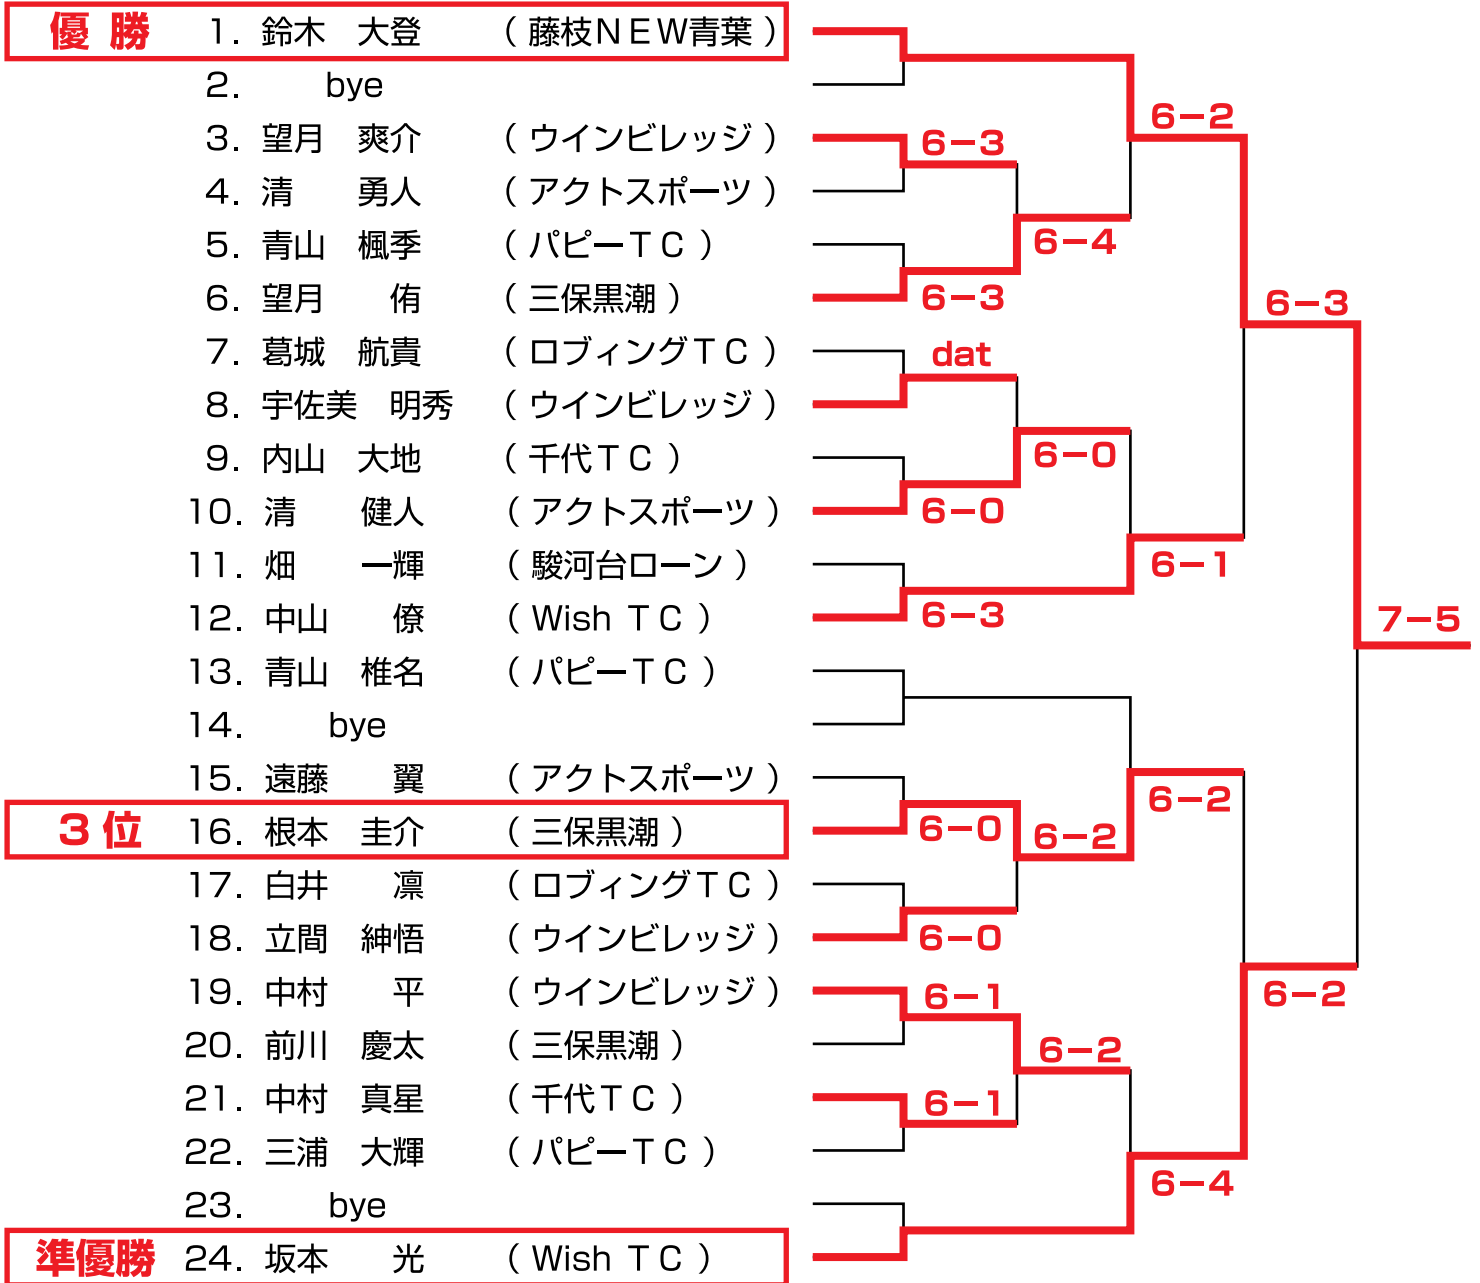 優勝 1. 鈴木 大登 （ 藤枝ＮＥＷ青葉 ）
2. bye
6－2
3. 望月 爽介 （ ウインビレッジ ） 6－3
4. 清 勇人 （ アクトスポーツ ）
5. 青山 楓季 （ パピーＴＣ ） 6－4
6. 望月 侑 （ 三保黒潮 ） 6－3 6－3
7. 葛城 航貴 （ ロブィングＴＣ ） dat
8. 宇佐美 明秀 （ ウインビレッジ ）
9. 内山 大地 （ 千代ＴＣ ） 6－0
10. 清 健人 （ アクトスポーツ ） 6－0
11. 畑 一輝 （ 駿河台ローン ） 6－1
12. 中山 僚 （ Wish ＴＣ ） 6－3 7－5
13. 青山 椎名 （ パピーＴＣ ）
14. bye
15. 遠藤 翼 （ アクトスポーツ ） 6－2
3位 16. 根本 圭介 （ 三保黒潮 ） 6－0 6－2
17. 白井 凛 （ ロブィングＴＣ ）
18. 立間 紳悟 （ ウインビレッジ ） 6－0
19. 中村 平 （ ウインビレッジ ） 6－1 6－2
20. 前川 慶太 （ 三保黒潮 ） 6－2
21. 中村 真星 （ 千代ＴＣ ） 6－1
22. 三浦 大輝 （ パピーＴＣ ）
6－4
23. bye
準優勝 24. 坂本 光 （ Wish ＴＣ ）